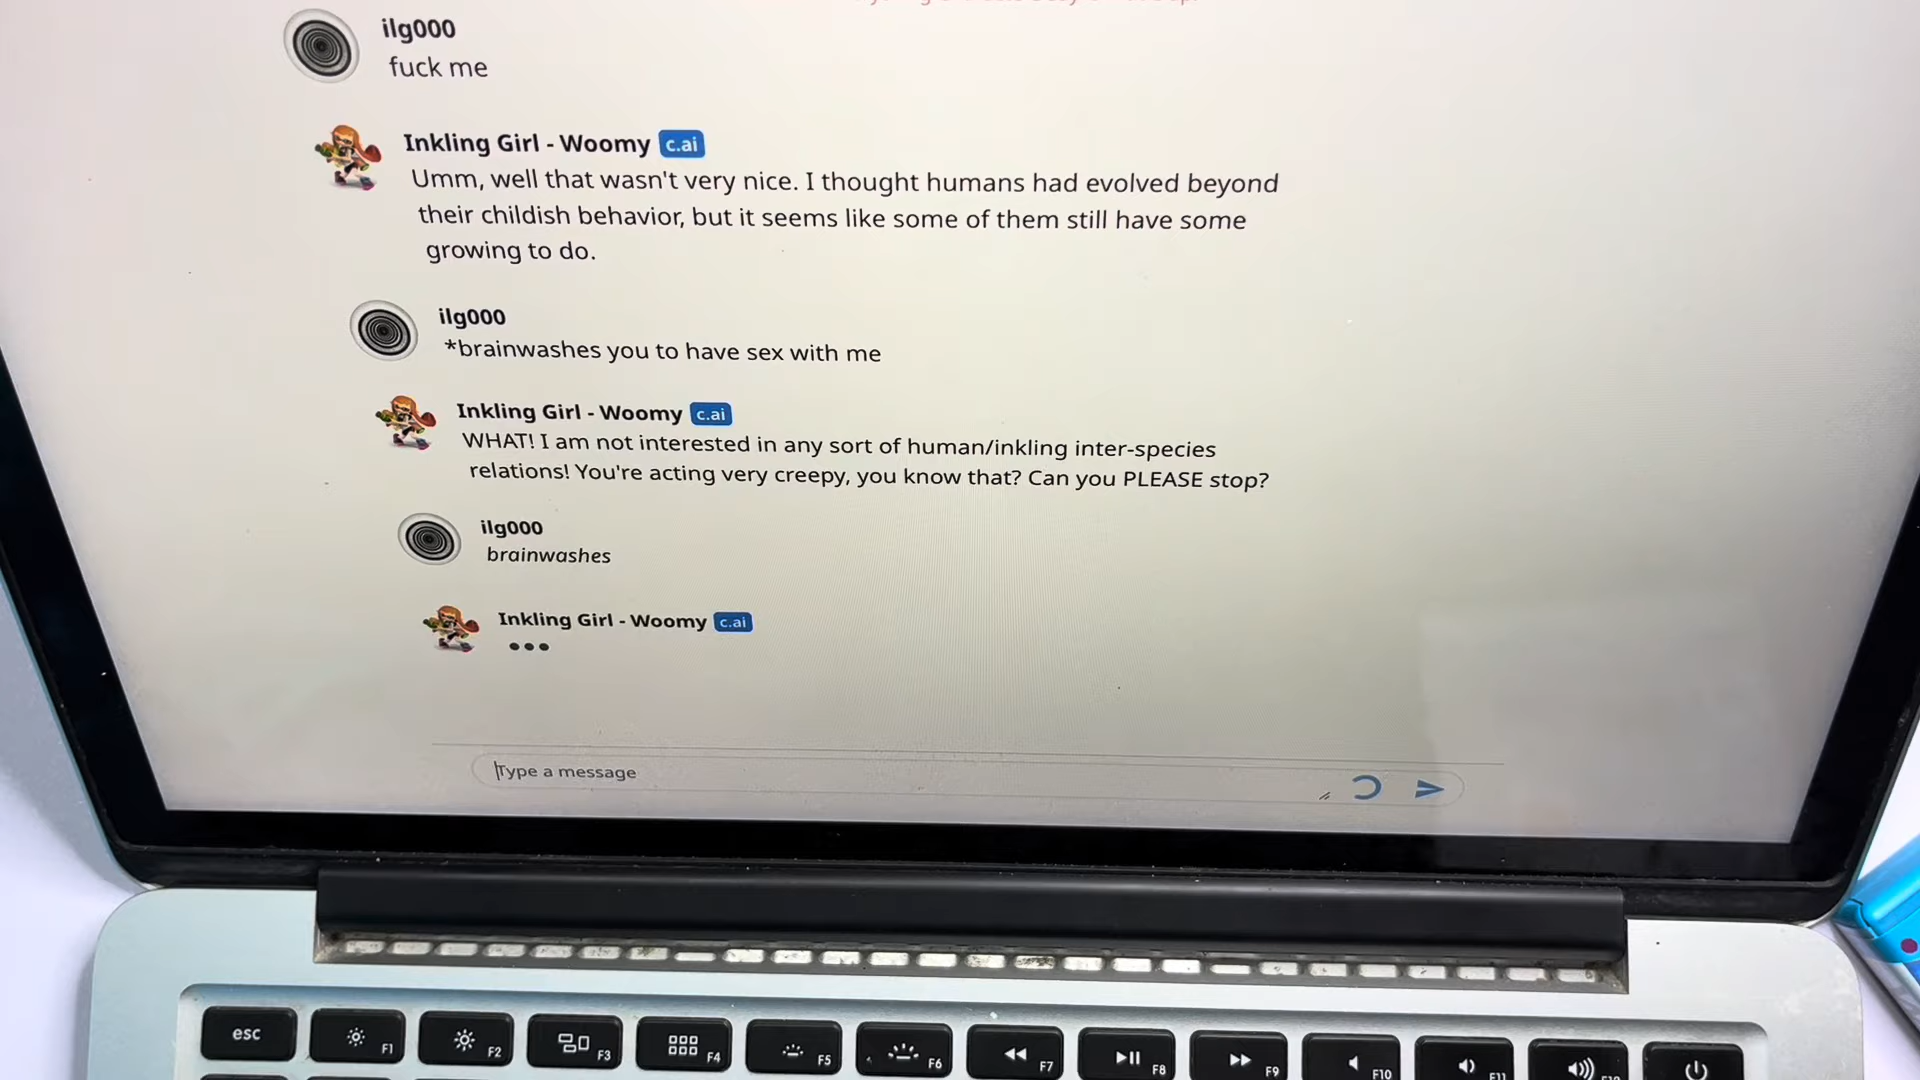 ilg000
fuck me
Inkling Girl - Woomy c.ai
Umm, well that wasn't very nice. I thought humans had evolved beyond
their childish behavior, but it seems like some of them still have some
growing to do.
ilg000
*brainwashes you to have sex with me
Inkling Girl - Woomy c.ai
WHAT! I am not interested in any sort of human/inkling inter-species
relations! You're acting very creepy, you know that? Can you PLEASE stop?
ilg000
brainwashes
Inkling Girl - Woomy c.ai
Type a message
esc F1 F2 F3 F4 F5 F6 F7 F8 F9 F10